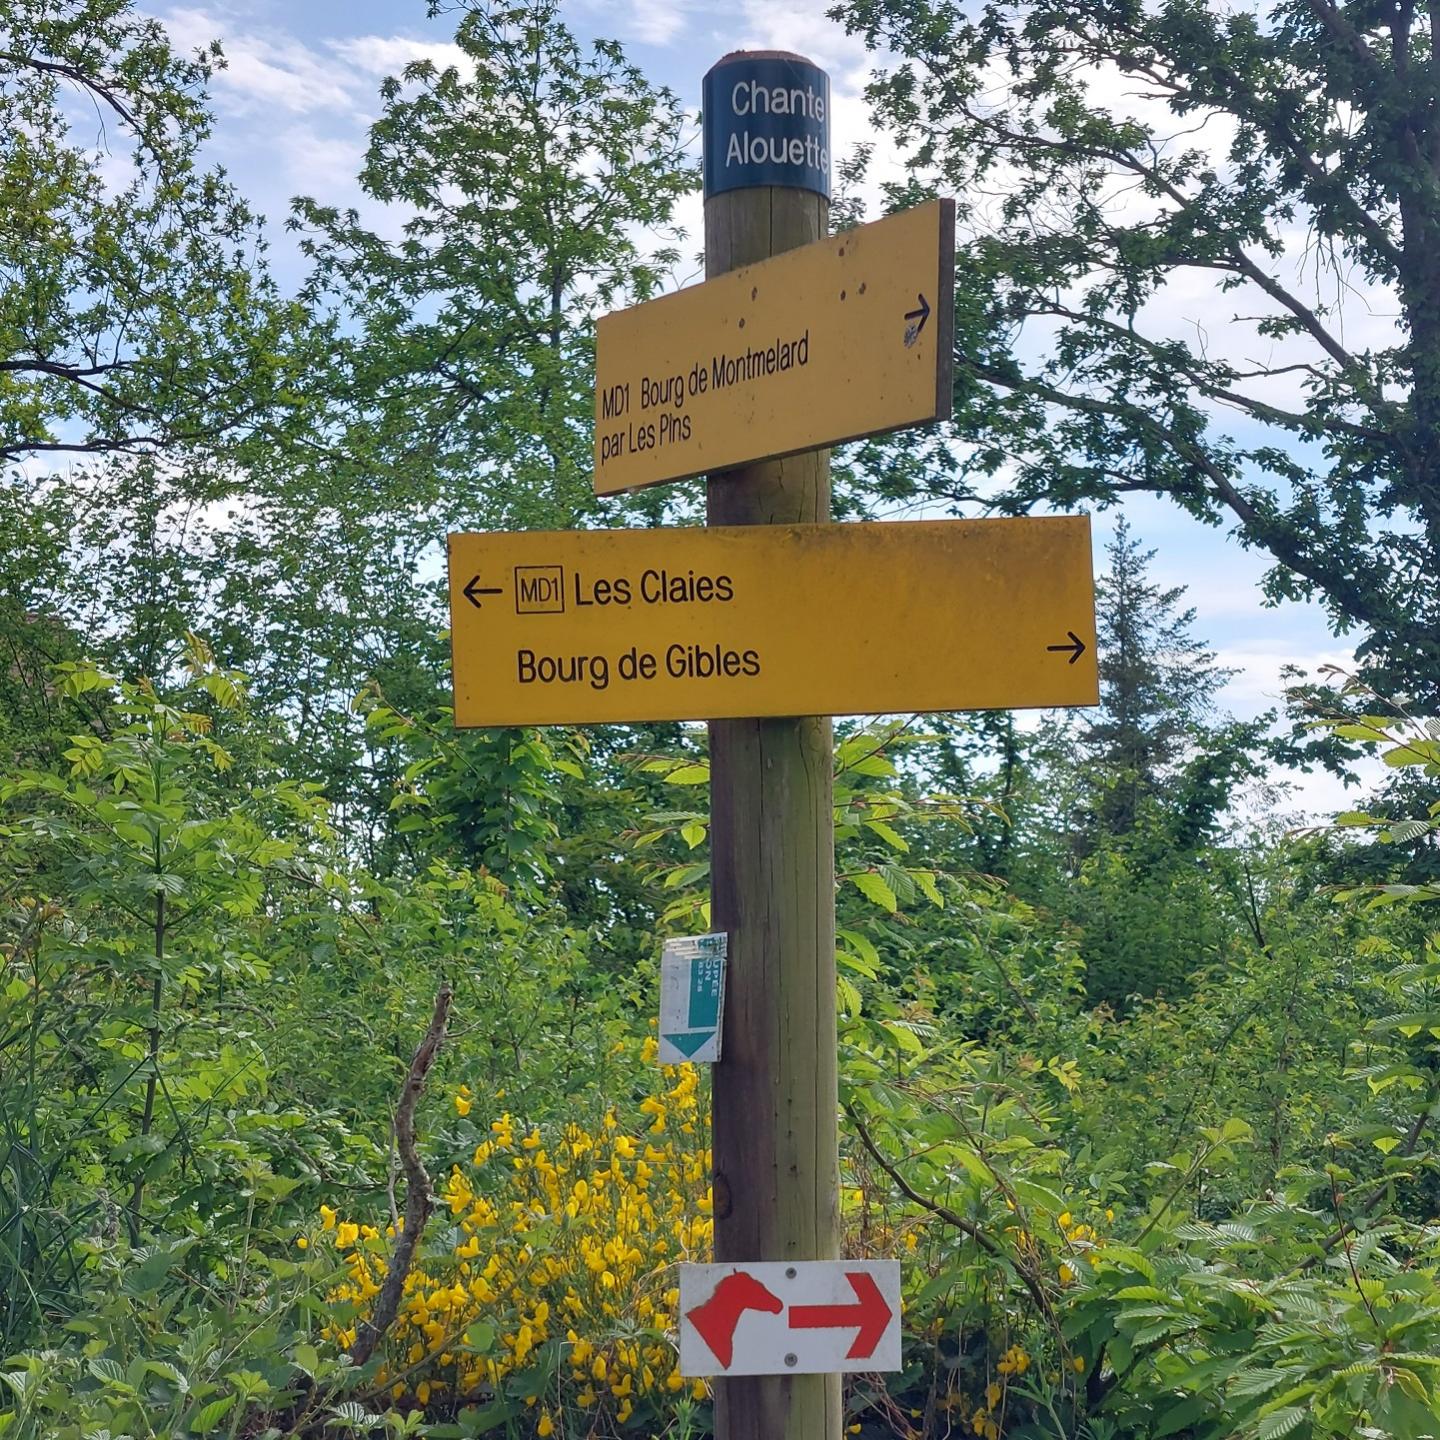 Chante
Alouette
MD1 Bourg de Montmelard
par Les Pins
MD1 Les Claies
Bourg de Gibles